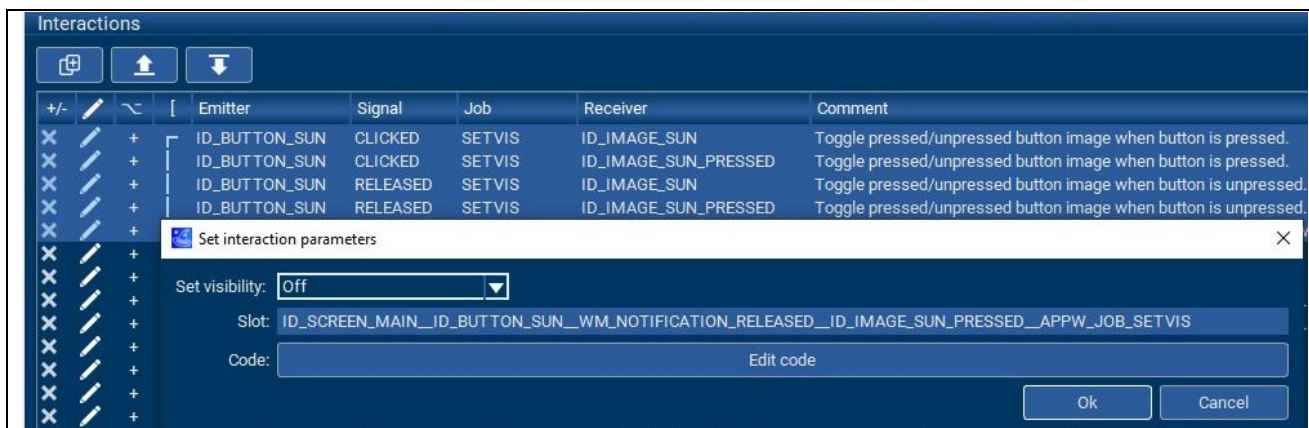 Interactions
+/- [ Emitter Signal Job Receiver Comment
+ ID_BUTTON_SUN CLICKED SETVIS ID_IMAGE_SUN Toggle pressed/unpressed button image when button is pressed.
+ ID_BUTTON_SUN CLICKED SETVIS ID_IMAGE_SUN_PRESSED Toggle pressed/unpressed button image when button is pressed.
+ ID_BUTTON_SUN RELEASED SETVIS ID_IMAGE_SUN Toggle pressed/unpressed button image when button is unpressed.
+ ID_BUTTON_SUN RELEASED SETVIS ID_IMAGE_SUN_PRESSED Toggle pressed/unpressed button image when button is unpressed.
Set interaction parameters
Set visibility: Off
Slot: ID_SCREEN_MAIN__ID_BUTTON_SUN__WM_NOTIFICATION_RELEASED__ID_IMAGE_SUN_PRESSED__APPW_JOB_SETVIS
Code: Edit code
Ok Cancel